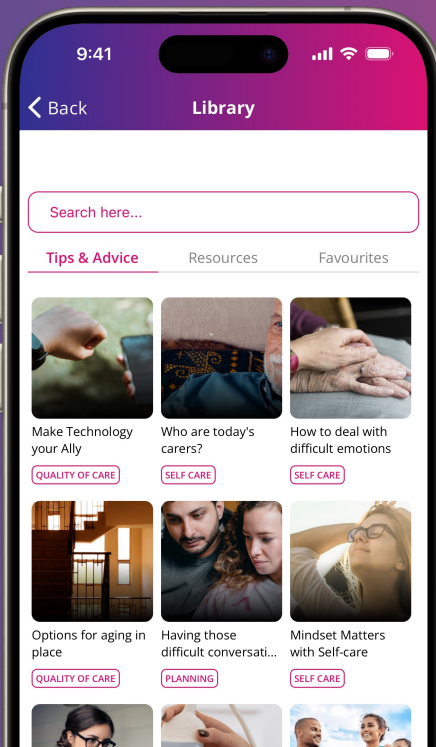 9:41
Back
Library
Search here...
Tips & Advice
Resources
Favourites
Make Technology
your Ally
QUALITY OF CARE
Who are today's
carers?
SELF CARE
How to deal with
difficult emotions
SELF CARE
Options for aging in
place
QUALITY OF CARE
Having those
difficult conversati...
PLANNING
Mindset Matters
with Self-care
SELF CARE